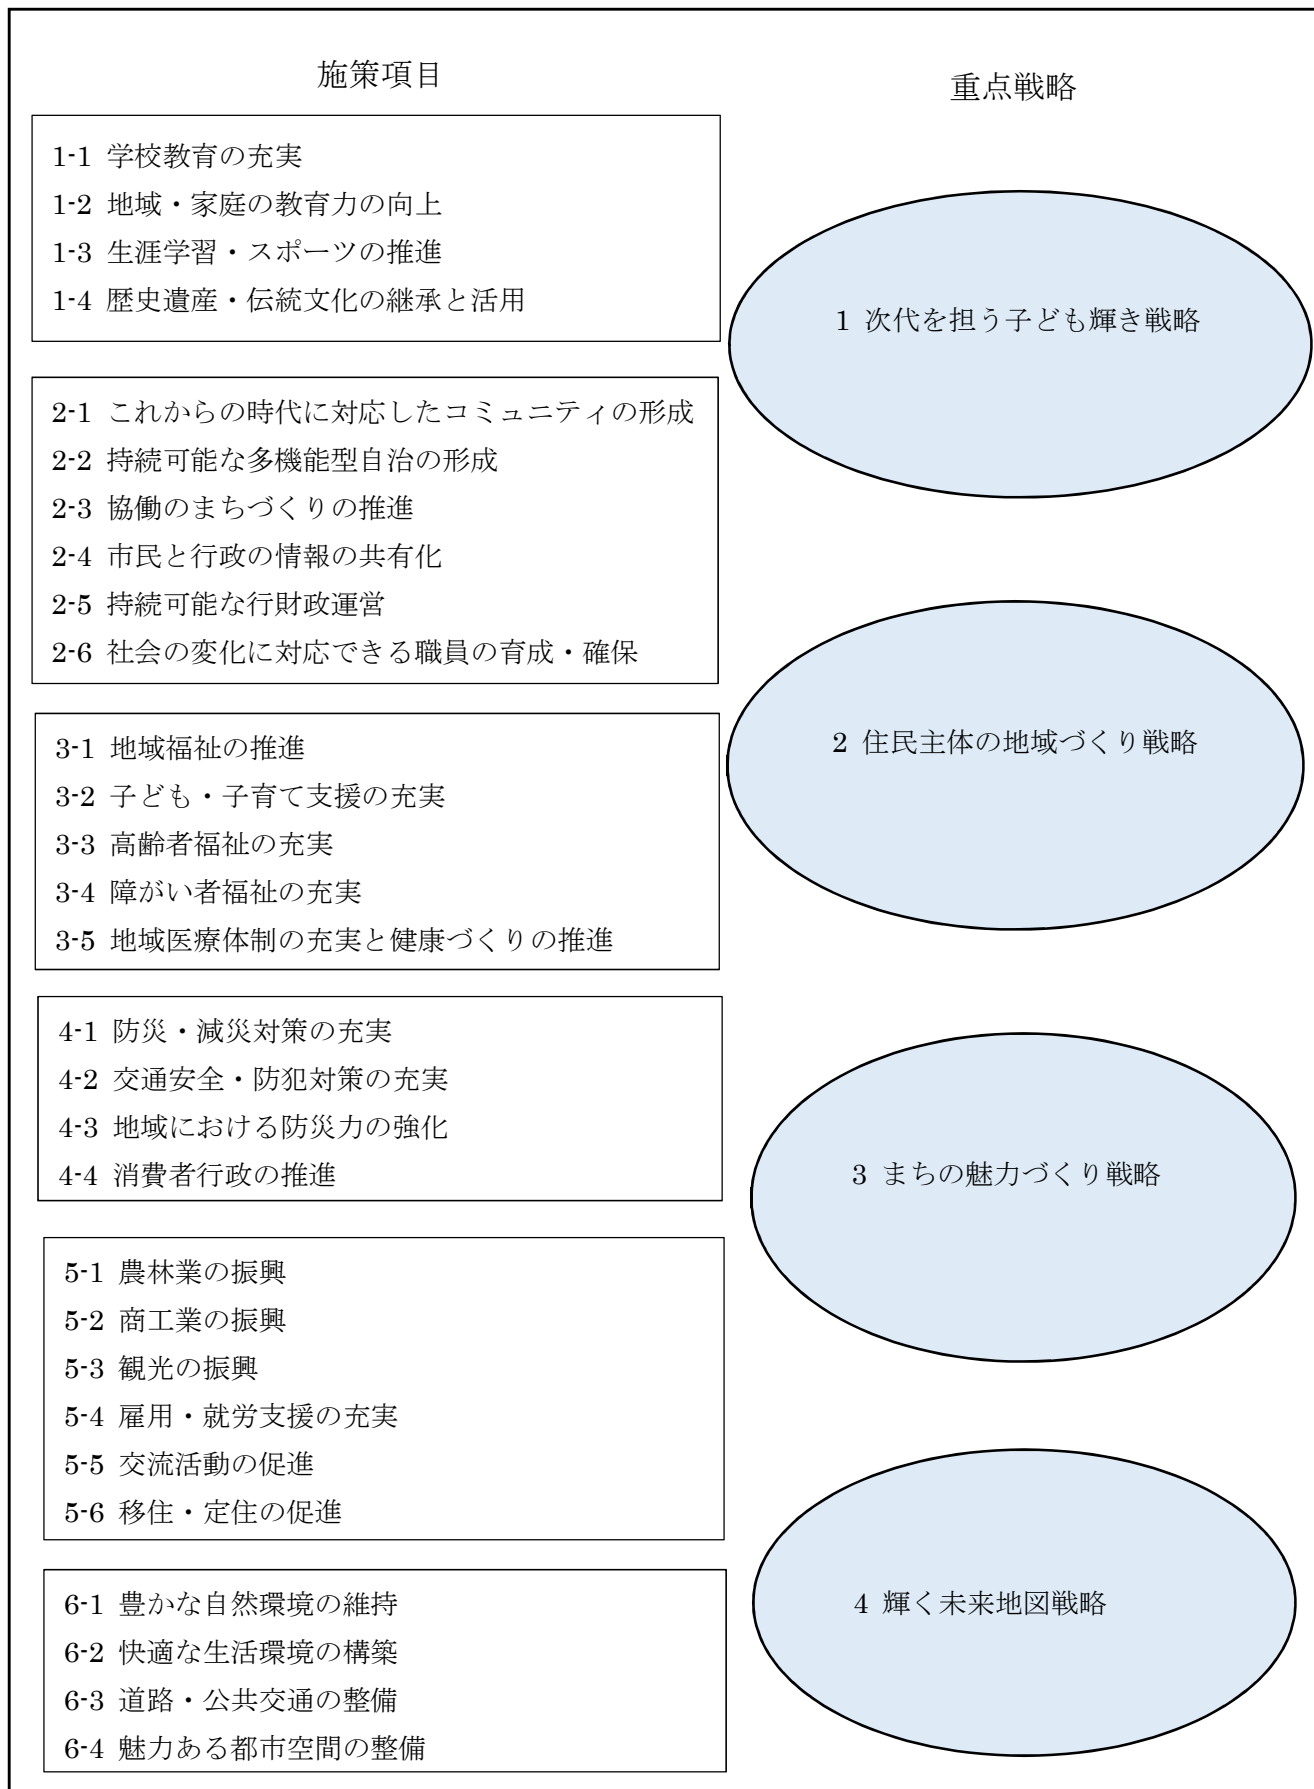 施策項目
1-1 学校教育の充実
1-2 地域・家庭の教育力の向上
1-3 生涯学習・スポーツの推進
1-4 歴史遺産・伝統文化の継承と活用
2-1 これからの時代に対応したコミュニティの形成
2-2 持続可能な多機能型自治の形成
2-3 協働のまちづくりの推進
2-4 市民と行政の情報の共有化
2-5 持続可能な行財政運営
2-6 社会の変化に対応できる職員の育成・確保
3-1 地域福祉の推進
3-2 子ども・子育て支援の充実
3-3 高齢者福祉の充実
3-4 障がい者福祉の充実
3-5 地域医療体制の充実と健康づくりの推進
4-1 防災・減災対策の充実
4-2 交通安全・防犯対策の充実
4-3 地域における防災力の強化
4-4 消費者行政の推進
5-1 農林業の振興
5-2 商工業の振興
5-3 観光の振興
5-4 雇用・就労支援の充実
5-5 交流活動の促進
5-6 移住・定住の促進
6-1 豊かな自然環境の維持
6-2 快適な生活環境の構築
6-3 道路・公共交通の整備
6-4 魅力ある都市空間の整備
重点戦略
1 次代を担う子ども輝き戦略
2 住民主体の地域づくり戦略
3 まちの魅力づくり戦略
4 輝く未来地図戦略